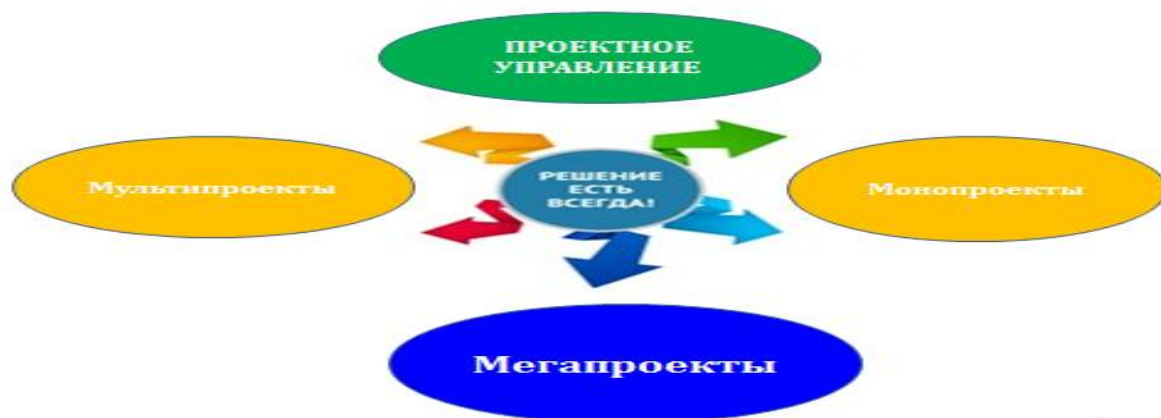 ПРОЕКТНОЕ
УПРАВЛЕНИЕ
Мультипроекты
РЕШЕНИЕ
ЕСТЬ
ВСЕГДА!
Монопроекты
Мегапроекты